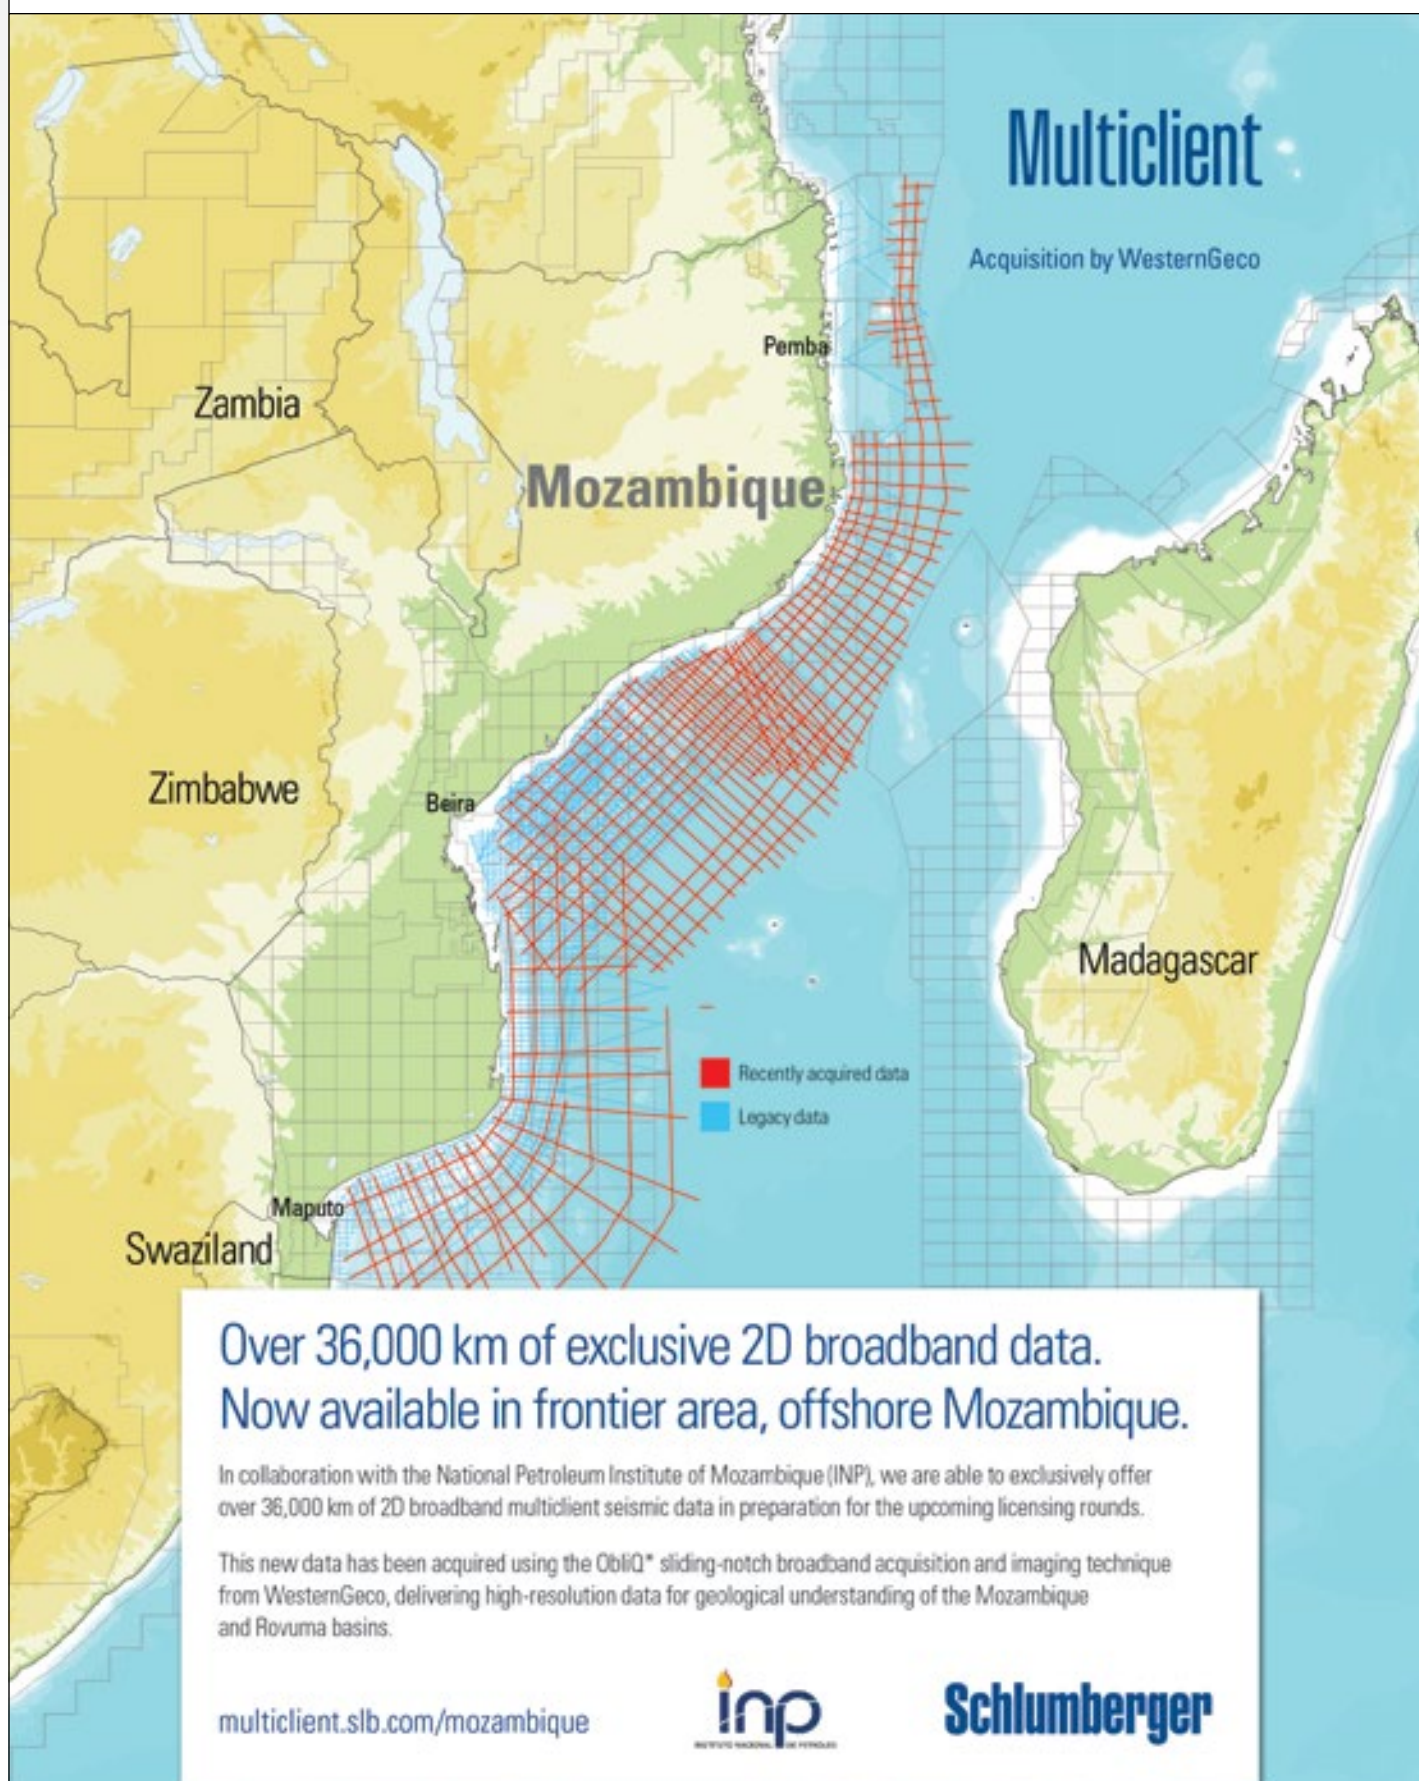 Multiclient
Acquisition by WesternGeco
Pemba
Zambia
Mozambique
Zimbabwe
Beira
Madagascar
Recently acquired data
Legacy data
Maputo
Swaziland
Over 36,000 km of exclusive 2D broadband data.
Now available in frontier area, offshore Mozambique.
In collaboration with the National Petroleum Institute of Mozambique (INP), we are able to exclusively offer
over 36,000 km of 2D broadband multiclient seismic data in preparation for the upcoming licensing rounds.
This new data has been acquired using the ObliQ* sliding-notch broadband acquisition and imaging technique
from WesternGeco, delivering high-resolution data for geological understanding of the Mozambique
and Rovuma basins.
multiclient.slb.com/mozambique
inp
INSTITUTO NACIONAL DE PETROLEO
Schlumberger